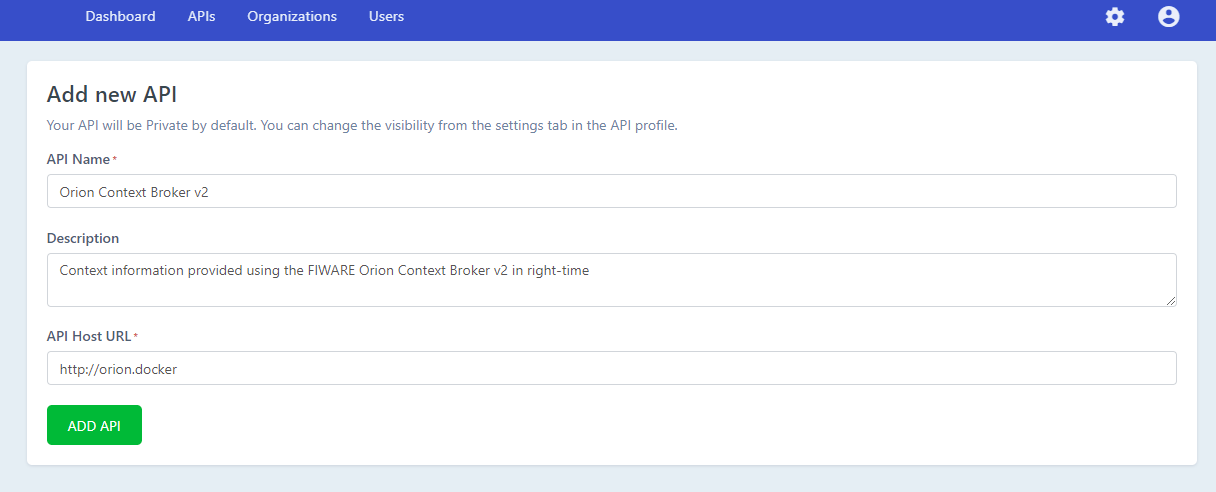 Dashboard APIs Organizations Users
Add new API
Your API will be Private by default. You can change the visibility from the settings tab in the API profile.
API Name*
Orion Context Broker v2
Description
Context information provided using the FIWARE Orion Context Broker v2 in right-time
API Host URL*
http://orion.docker
ADD API